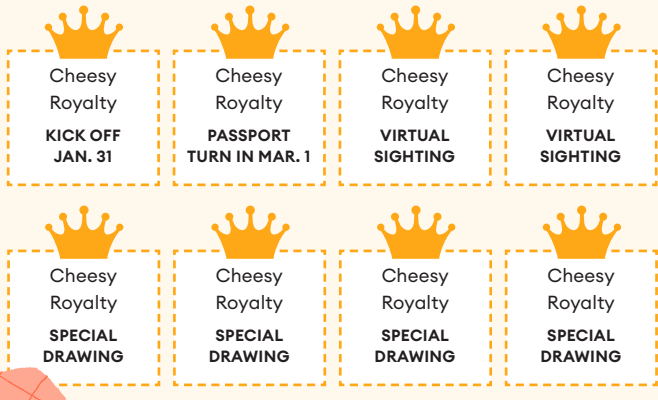 Cheesy
Royalty
KICK OFF
JAN. 31
Cheesy
Royalty
PASSPORT
TURN IN MAR. 1
Cheesy
Royalty
VIRTUAL
SIGHTING
Cheesy
Royalty
VIRTUAL
SIGHTING
Cheesy
Royalty
SPECIAL
DRAWING
Cheesy
Royalty
SPECIAL
DRAWING
Cheesy
Royalty
SPECIAL
DRAWING
Cheesy
Royalty
SPECIAL
DRAWING